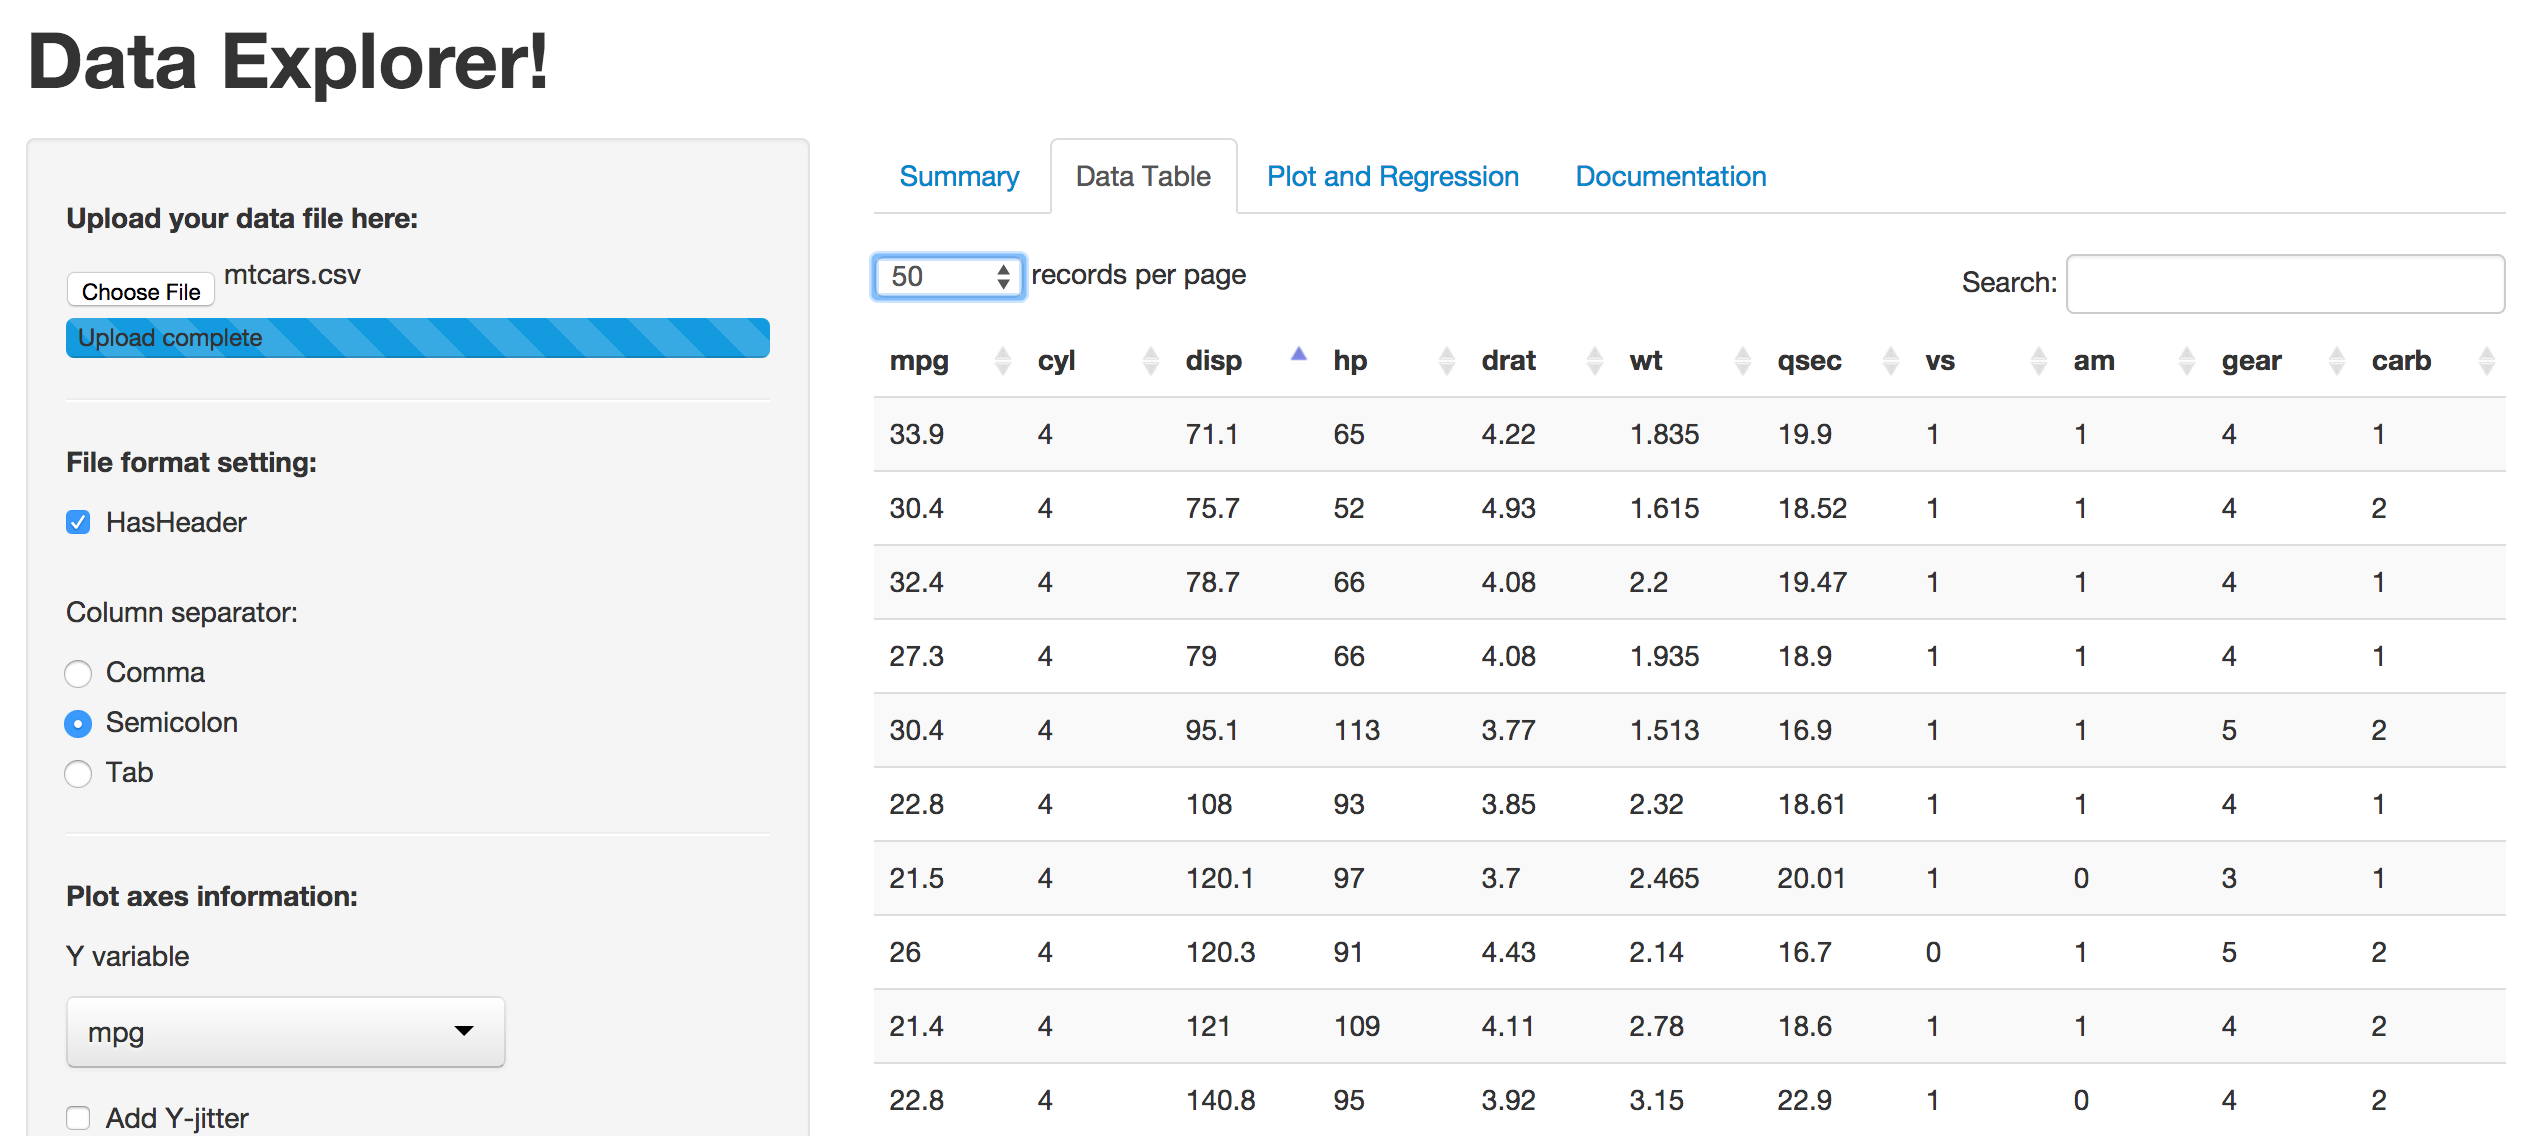 Data Explorer!
Upload your data file here:
Choose File mtcars.csv
Upload complete
File format setting:
HasHeader
Column separator:
Comma
Semicolon
Tab
Plot axes information:
Y variable
mpg
Add Y-jitter
Summary Data Table Plot and Regression Documentation
50 records per page Search:
mpg cyl disp hp drat wt qsec vs am gear carb
33.9 4 71.1 65 4.22 1.835 19.9 1 1 4 1
30.4 4 75.7 52 4.93 1.615 18.52 1 1 4 2
32.4 4 78.7 66 4.08 2.2 19.47 1 1 4 1
27.3 4 79 66 4.08 1.935 18.9 1 1 4 1
30.4 4 95.1 113 3.77 1.513 16.9 1 1 5 2
22.8 4 108 93 3.85 2.32 18.61 1 1 4 1
21.5 4 120.1 97 3.7 2.465 20.01 1 0 3 1
26 4 120.3 91 4.43 2.14 16.7 0 1 5 2
21.4 4 121 109 4.11 2.78 18.6 1 1 4 2
22.8 4 140.8 95 3.92 3.15 22.9 1 0 4 2